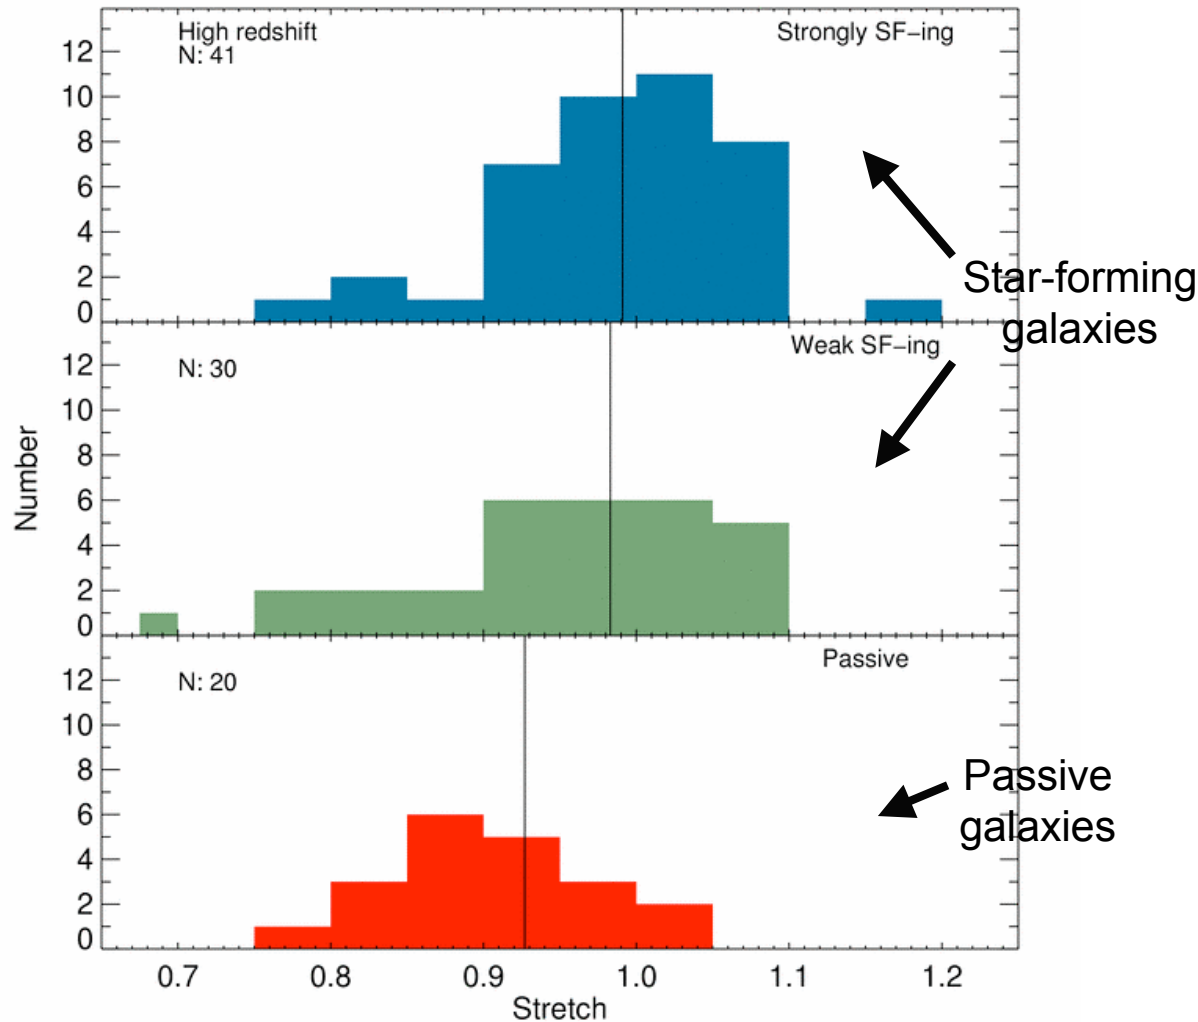 High redshift
N: 41
Strongly SF-ing
12
10
8
6
4
2
0
Star-forming
galaxies
Weak SF-ing
N: 30
12
10
8
6
4
2
0
Number
Passive
N: 20
12
10
8
6
4
2
0
Passive
galaxies
0.7 0.8 0.9 1.0 1.1 1.2
Stretch